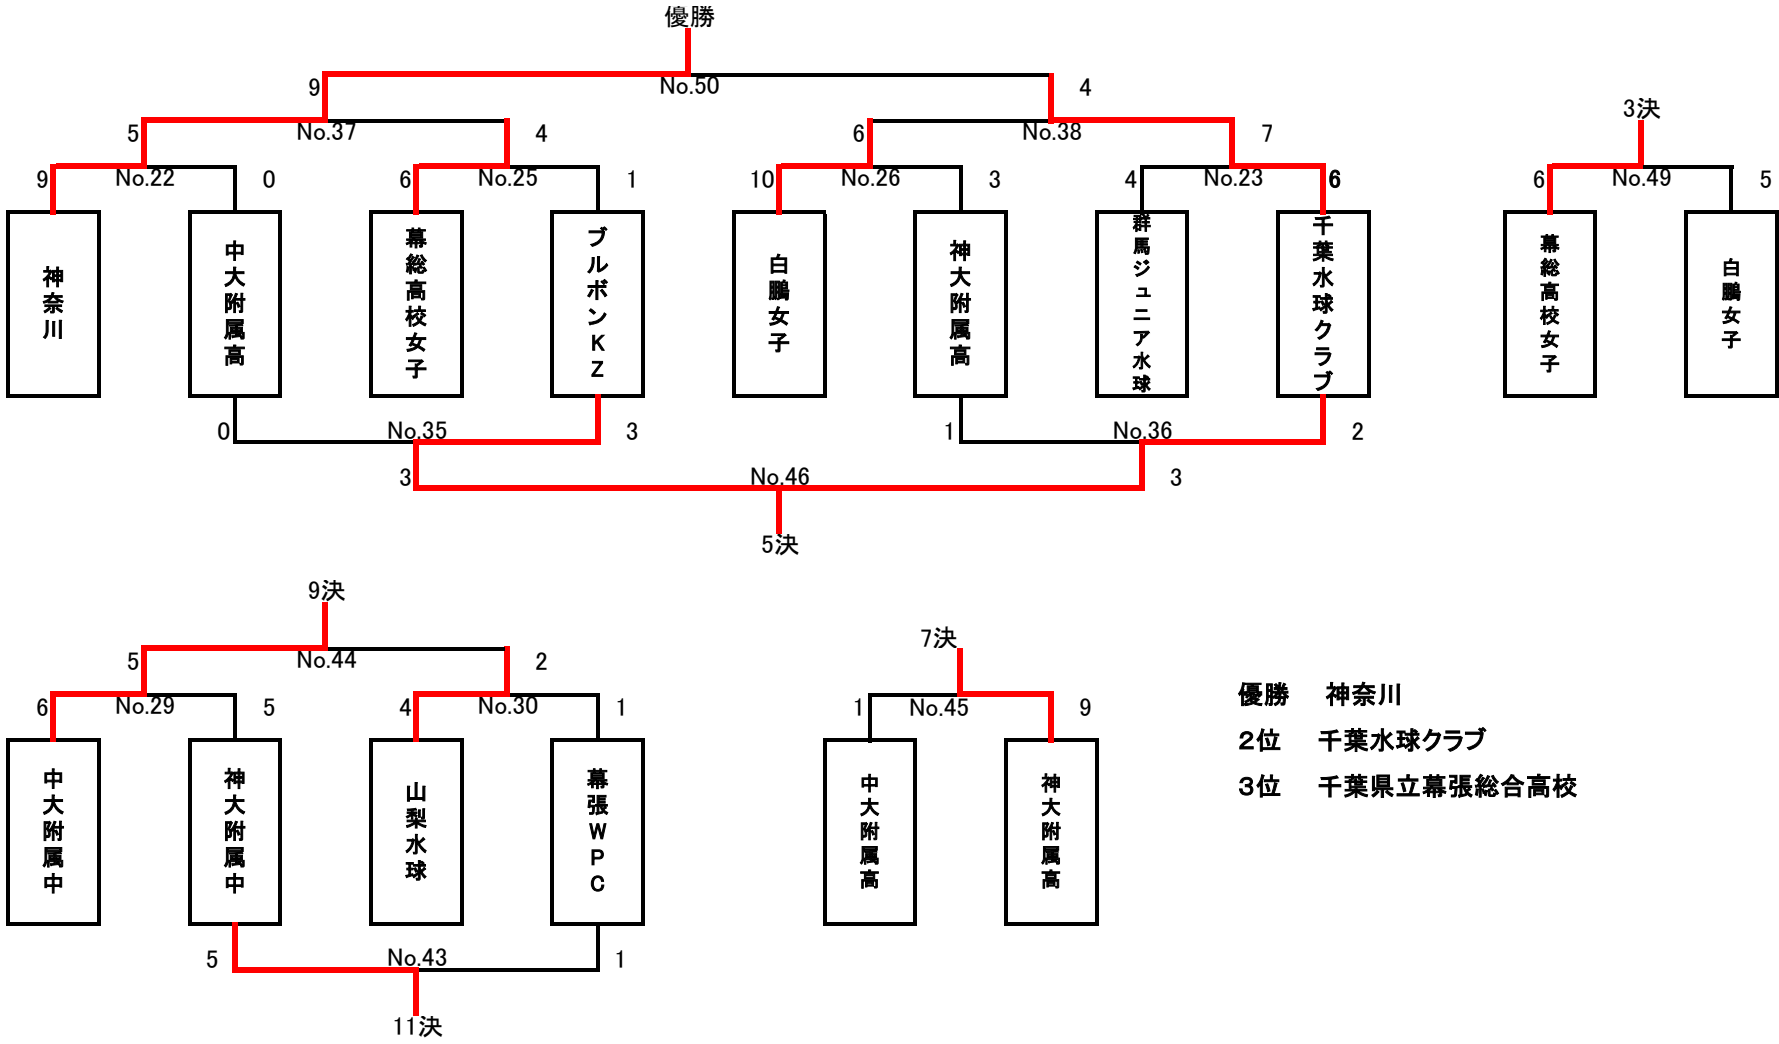 優勝
No.50
9
4
3決
No.37
5
4
No.38
6
7
No.22
9
0
No.25
6
1
No.26
10
3
No.23
4
6
No.49
6
5
神奈川
中大附属高
幕総高校女子
ブルボンKZ
白鵬女子
神大附属高
群馬ジュニア水球
千葉水球クラブ
幕総高校女子
白鵬女子
0
No.35
3
1
No.36
2
3
No.46
3
5決
9決
7決
5
No.44
2
6
No.29
5
4
No.30
1
1
No.45
9
優勝 神奈川
2位 千葉水球クラブ
3位 千葉県立幕張総合高校
中大附属中
神大附属中
山梨水球
幕張WPC
中大附属高
神大附属高
5
No.43
1
11決